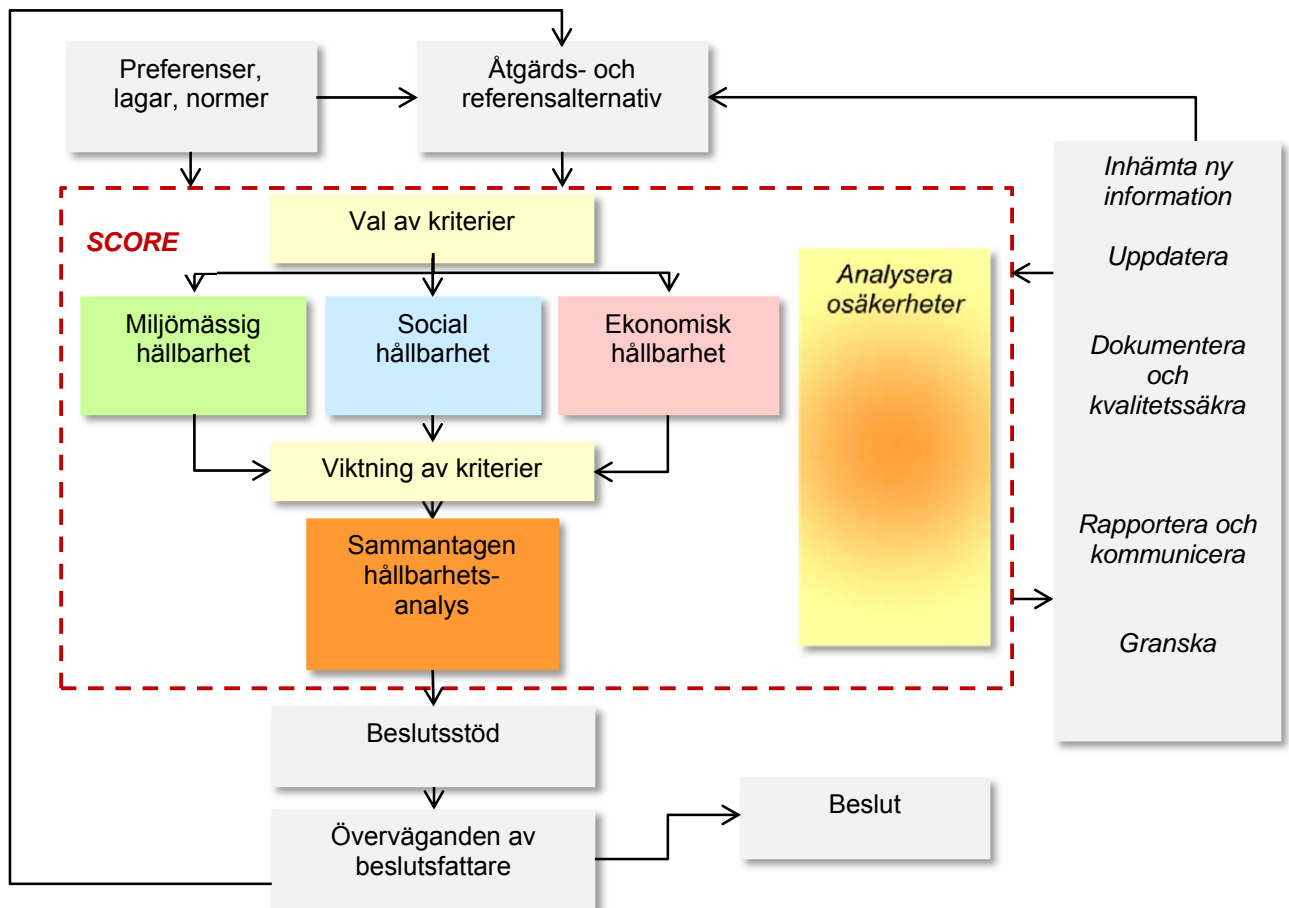 Preferenser,
lagar, normer
Åtgärds- och
referensalternativ
Inhämta ny
information
Uppdatera
Dokumentera
och
kvalitetssäkra
Rapportera och
kommunicera
Granska
SCORE
Val av kriterier
Analysera
osäkerheter
Miljömässig
hällbarhet
Social
hållbarhet
Ekonomisk
hållbarhet
Viktning av kriterier
Sammantagen
hållbarhets-
analys
Beslutsstöd
Beslut
Överväganden av
beslutsfattare